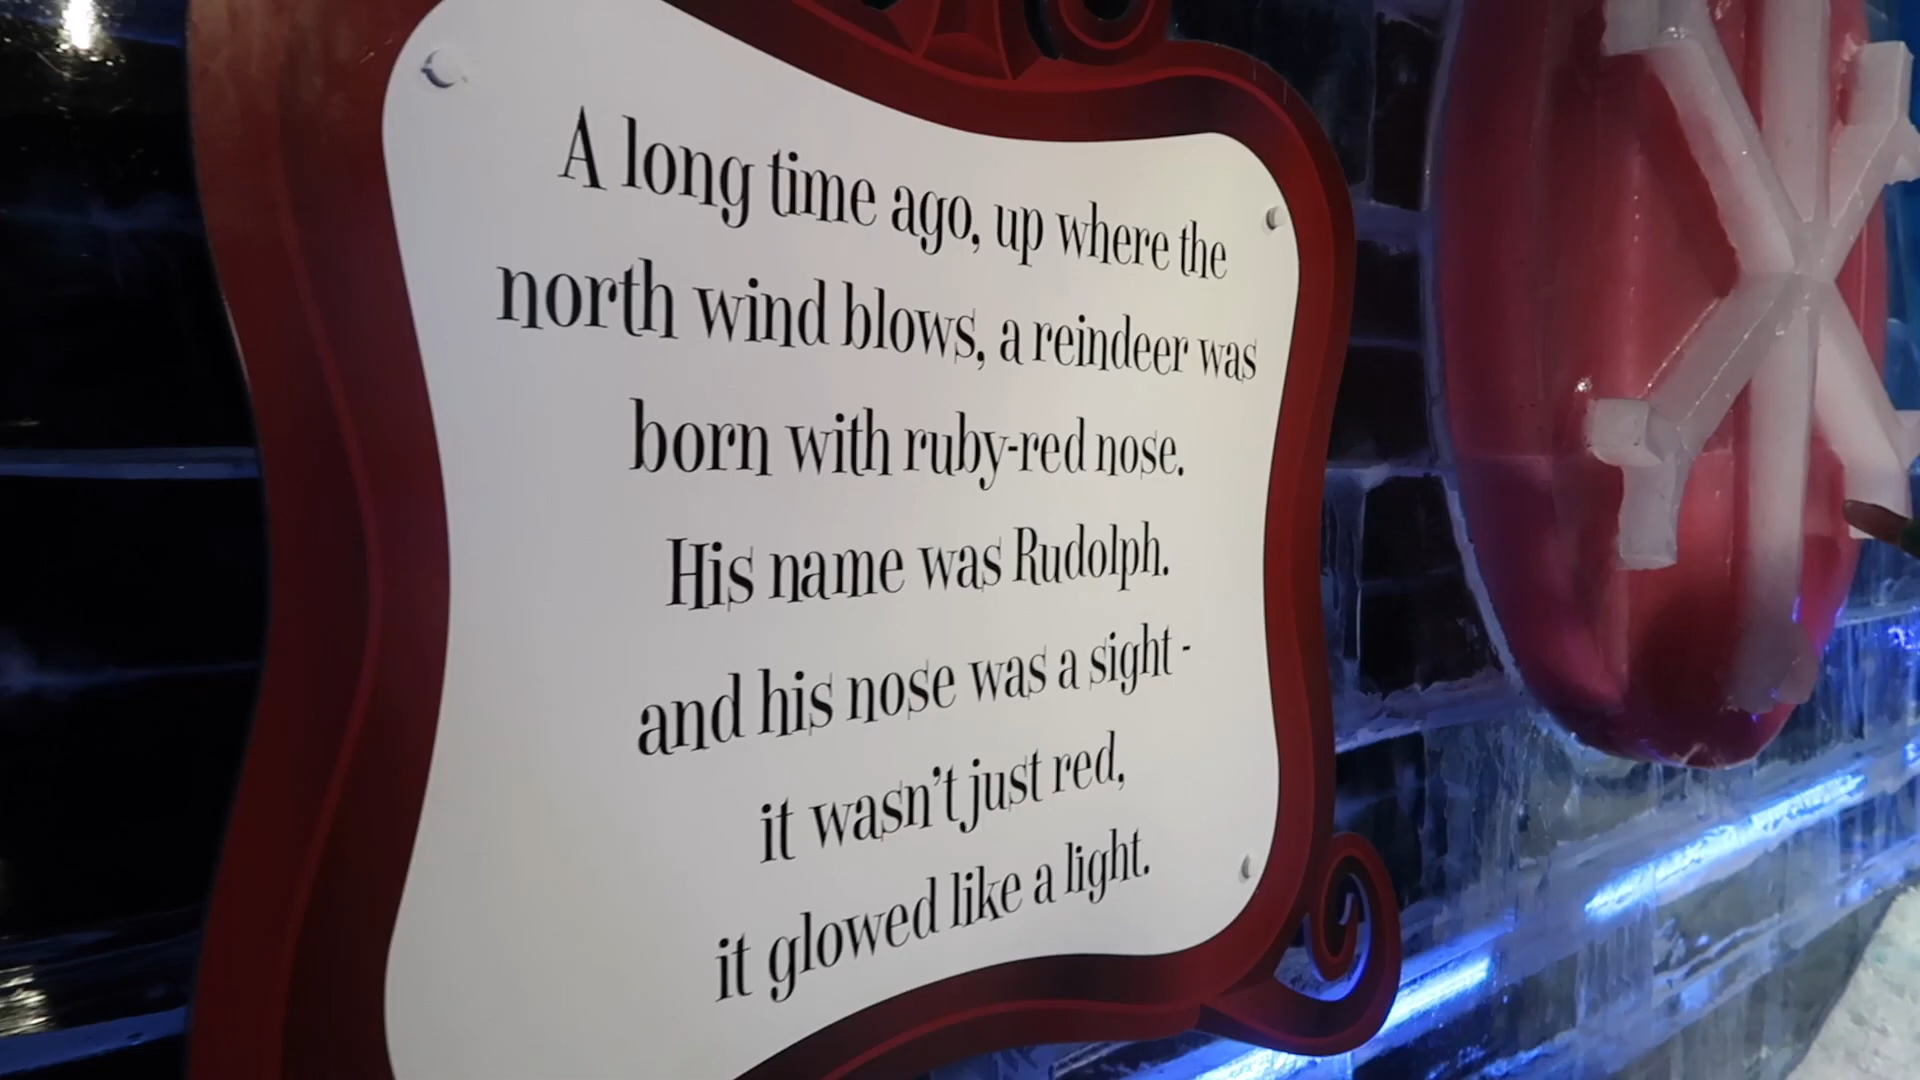 A long time ago, up where the
north wind blows, a reindeer was
born with ruby-red nose.
His name was Rudolph.
and his nose was a sight -
it wasn't just red,
it glowed like a light.